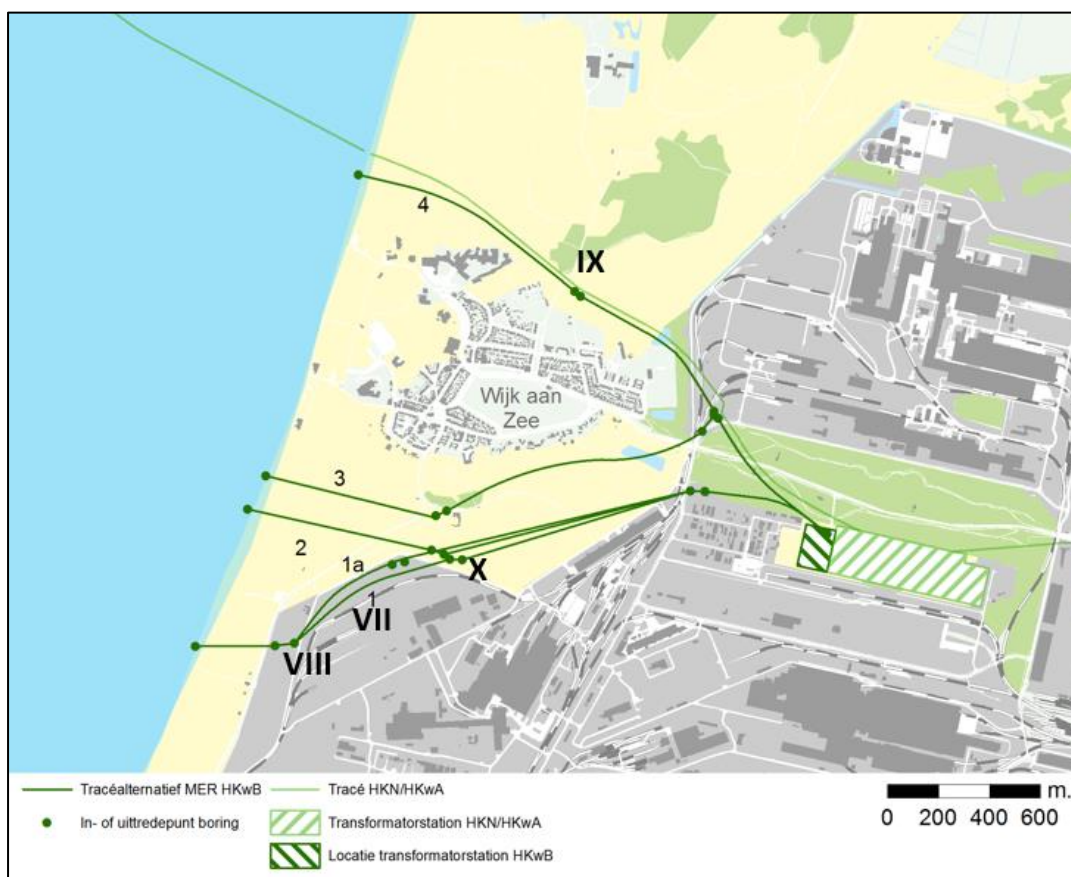 4
IX
Wijk aan
Zee
3
2
1a
X
1
VII
VIII
Tracéalternatief MER HKwB
In- of uittredepunt boring
Tracé HKN/HKwA
Transformatorstation HKN/HKwA
Locatie transformatorstation HKwB
m.
0 200 400 600